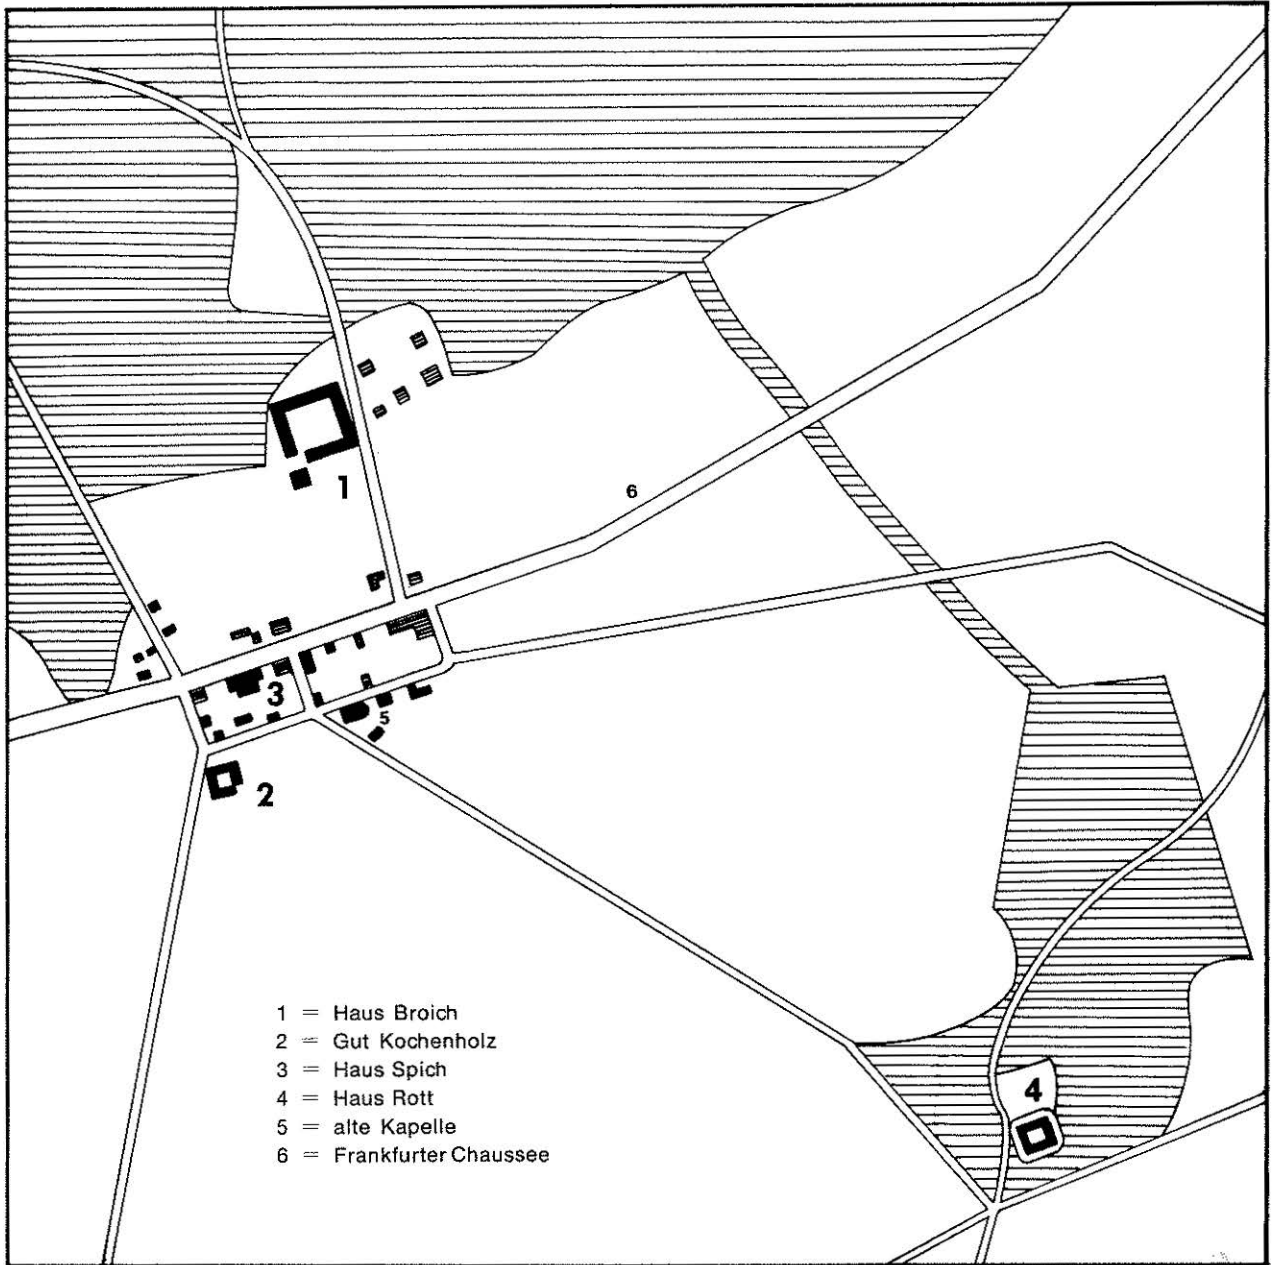 6
1
3
5
2
4
1 = Haus Broich
2 = Gut Kochenholz
3 = Haus Spich
4 = Haus Rott
5 = alte Kapelle
6 = Frankfurter Chaussee